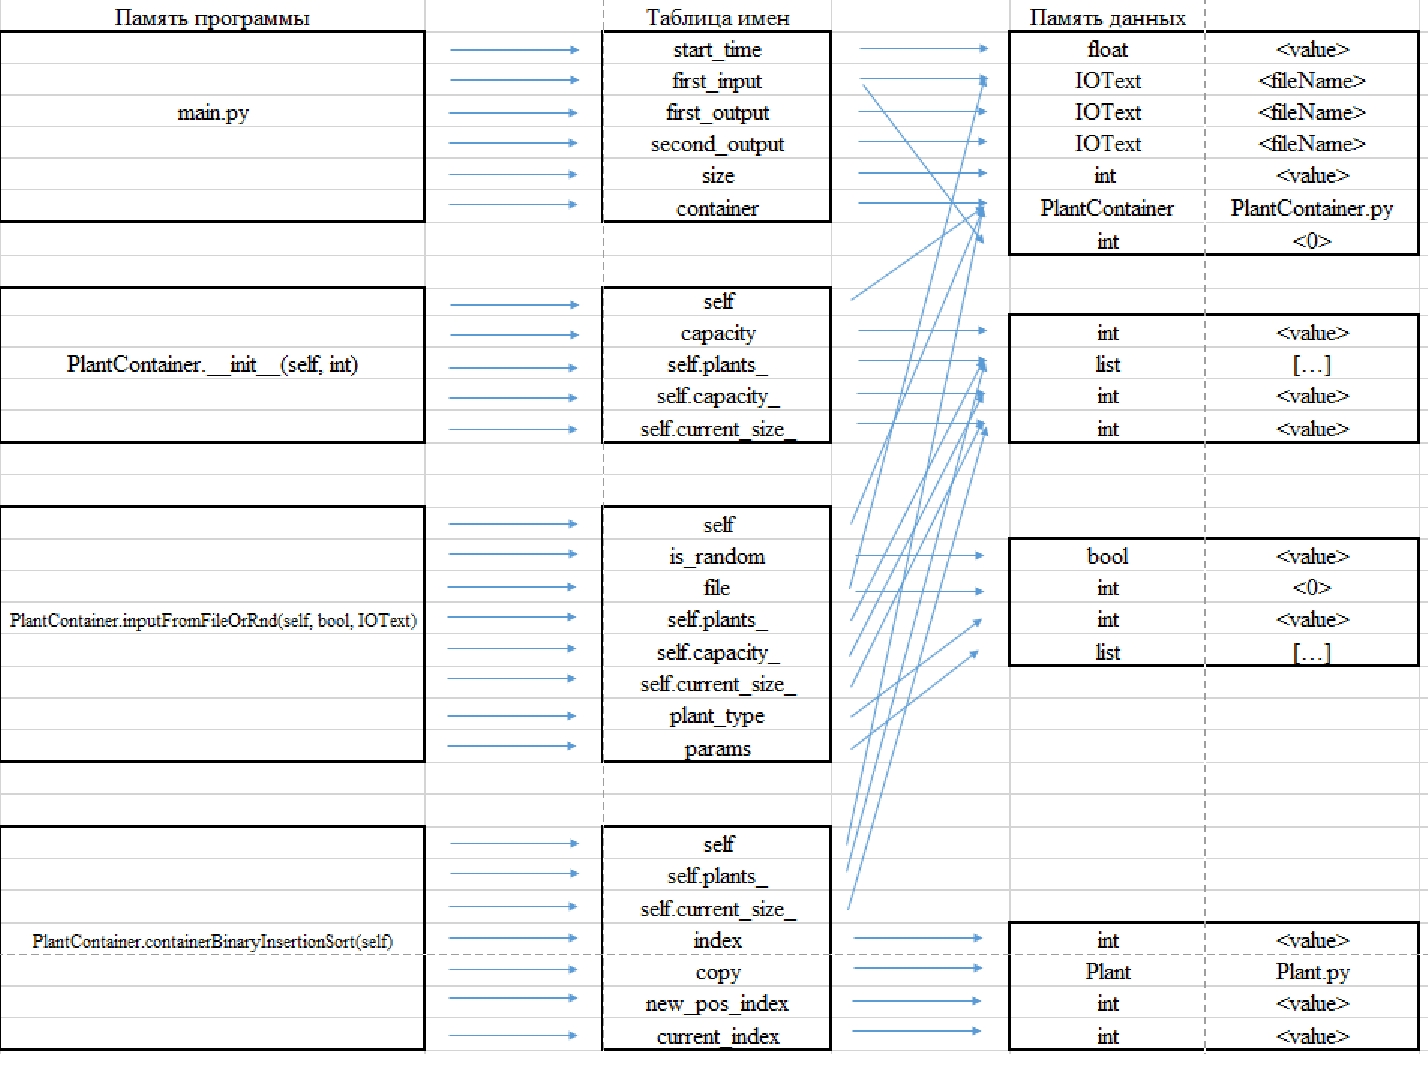 Память программы Таблица имен Память данных
start_time float <value>
first_input IOText <fileName>
main.py first_output IOText <fileName>
second_output IOText <fileName>
size int <value>
container PlantContainer PlantContainer.py
int <0>
self
capacity int <value>
PlantContainer.__init__(self, int) self.plants_ list [...]
self.capacity_ int <value>
self.current_size_ int <value>
self
is_random bool <value>
file int <0>
PlantContainer.inputFromFileOrRnd(self, bool, IOText) self.plants_ int <value>
self.capacity_ list [...]
self.current_size_
plant_type
params
self
self.plants_
self.current_size_
PlantContainer.containerBinaryInsertionSort(self) index int <value>
copy Plant Plant.py
new_pos_index int <value>
current_index int <value>